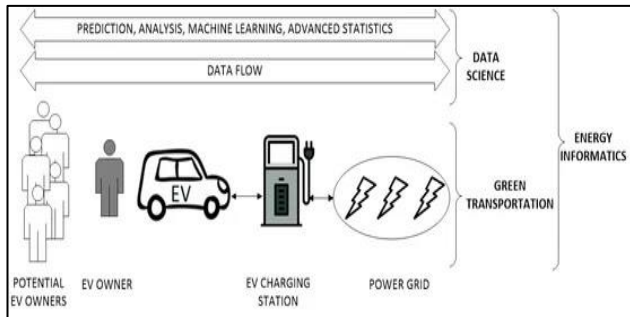 PREDICTION, ANALYSIS, MACHINE LEARNING, ADVANCED STATISTICS
DATA FLOW
DATA
SCIENCE
ENERGY
INFORMATICS
GREEN
TRANSPORTATION
EV
POTENTIAL
EV OWNERS
EV OWNER
EV CHARGING
STATION
POWER GRID